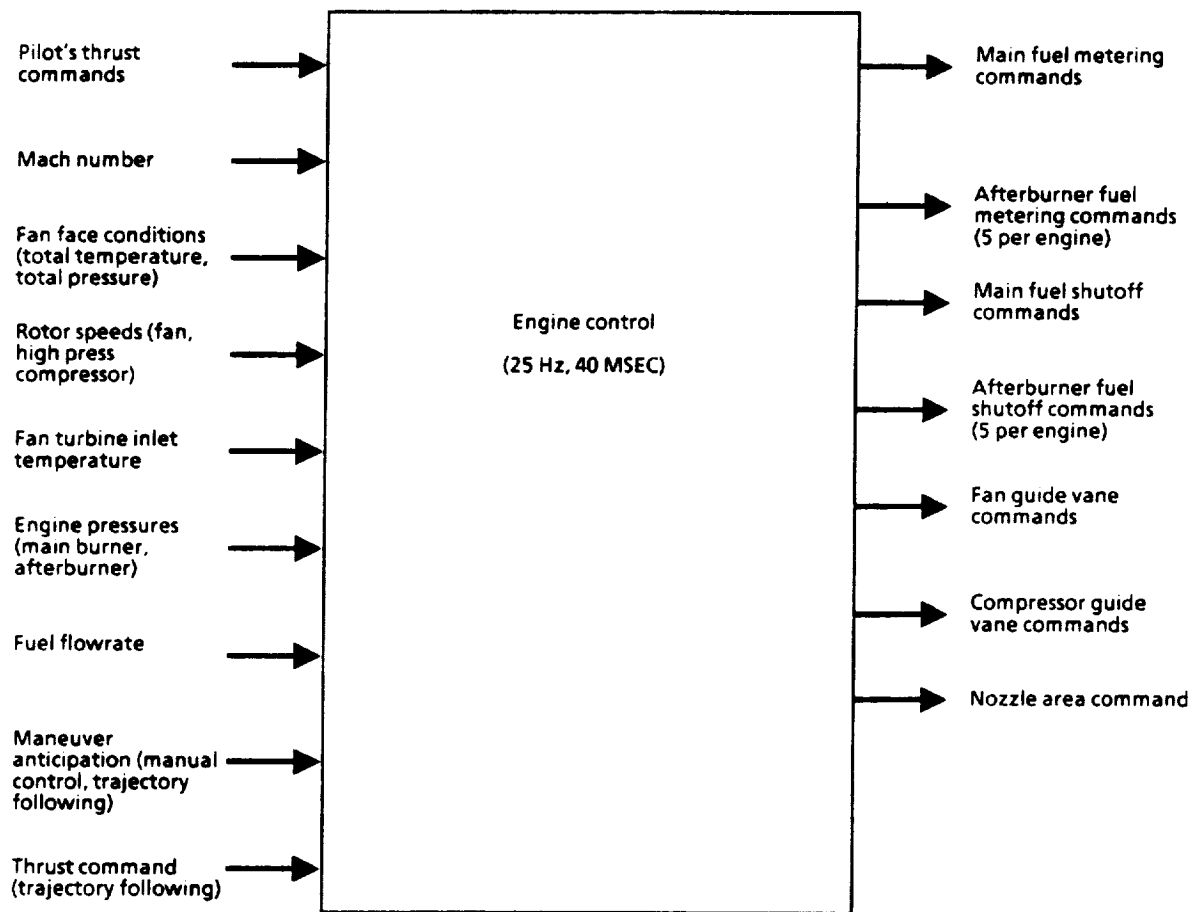 Pilot's thrust
commands
Mach number
Fan face conditions
(total temperature,
total pressure)
Rotor speeds (fan,
high press
compressor)
Fan turbine inlet
temperature
Engine pressures
(main burner,
afterburner)
Fuel flowrate
Maneuver
anticipation (manual
control, trajectory
following)
Thrust command
(trajectory following)
Engine control
(25 Hz, 40 MSEC)
Main fuel metering
commands
Afterburner fuel
metering commands
(5 per engine)
Main fuel shutoff
commands
Afterburner fuel
shutoff commands
(5 per engine)
Fan guide vane
commands
Compressor guide
vane commands
Nozzle area command